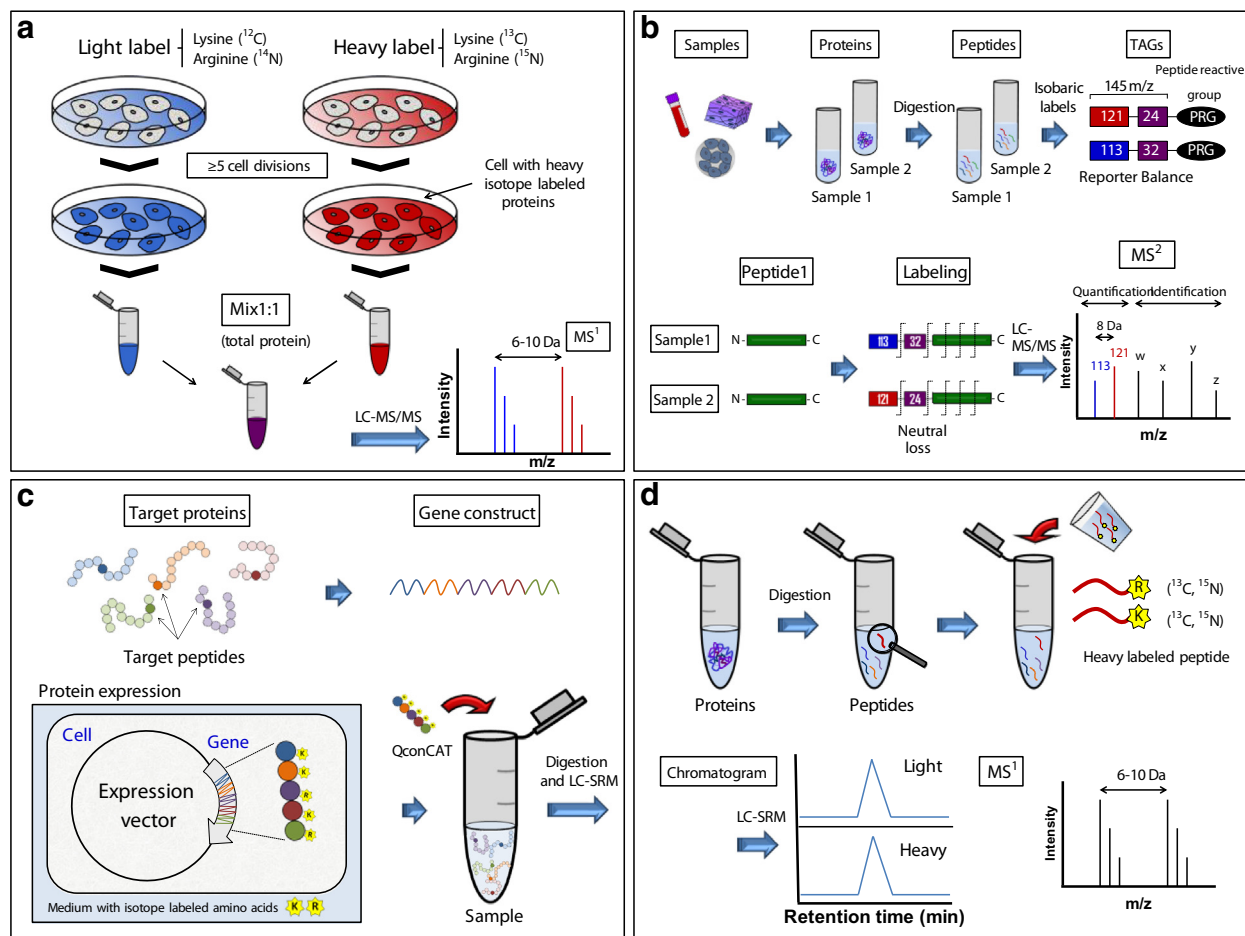 a
Light label
Lysine (¹²C)
Arginine (¹⁴N)
Heavy label
Lysine (¹³C)
Arginine (¹⁵N)
≥5 cell divisions
Cell with heavy
isotope labeled
proteins
Mix1:1
(total protein)
LC-MS/MS
Intensity
6-10 Da
MS¹
m/z
b
Samples
Proteins
Peptides
TAGs
Digestion
Isobaric
labels
Peptide reactive
group
145 m/z
121
24
PRG
113
32
PRG
Reporter Balance
Sample 2
Sample 1
Sample 2
Sample 1
Peptide1
Labeling
MS²
Sample1
N-
-C
113
32
-C
Sample 2
N-
-C
121
24
-C
Neutral
loss
LC-
MS/MS
Quantification
Identification
8 Da
113
121
w
x
y
z
Intensity
m/z
c
Target proteins
Gene construct
Target peptides
Protein expression
Cell
Gene
Expression
vector
K
K
R
K
R
Medium with isotope labeled amino acids
K
R
QconCAT
Digestion
and LC-SRM
Sample
d
Digestion
Proteins
Peptides
R
(¹³C, ¹⁵N)
K
(¹³C, ¹⁵N)
Heavy labeled peptide
Chromatogram
LC-SRM
Light
Heavy
Retention time (min)
MS¹
6-10 Da
Intensity
m/z